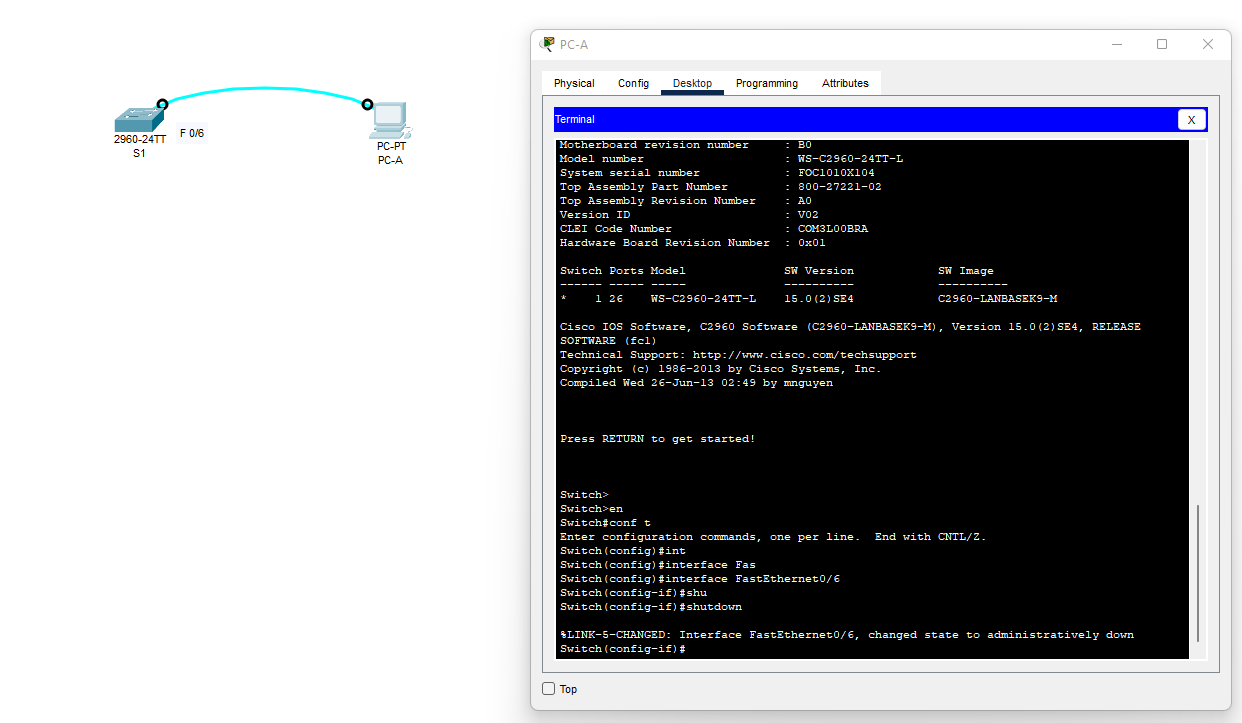 2960-24TT
S1
F 0/6
PC-PT
PC-A
PC-A
Physical Config Desktop Programming Attributes
Terminal X
Motherboard revision number : B0
Model number : WS-C2960-24TT-L
System serial number : FOC1010X104
Top Assembly Part Number : 800-27221-02
Top Assembly Revision Number : A0
Version ID : V02
CLEI Code Number : COM3L00BRA
Hardware Board Revision Number : 0x01
Switch Ports Model SW Version SW Image
------ ----- ----- ---------- ----------
* 1 26 WS-C2960-24TT-L 15.0(2)SE4 C2960-LANBASEK9-M
Cisco IOS Software, C2960 Software (C2960-LANBASEK9-M), Version 15.0(2)SE4, RELEASE
SOFTWARE (fc1)
Technical Support: http://www.cisco.com/techsupport
Copyright (c) 1986-2013 by Cisco Systems, Inc.
Compiled Wed 26-Jun-13 02:49 by mnguyen
Press RETURN to get started!
Switch>
Switch>en
Switch#conf t
Enter configuration commands, one per line. End with CNTL/Z.
Switch(config)#int
Switch(config)#interface Fas
Switch(config)#interface FastEthernet0/6
Switch(config-if)#shu
Switch(config-if)#shutdown
%LINK-5-CHANGED: Interface FastEthernet0/6, changed state to administratively down
Switch(config-if)#
Top